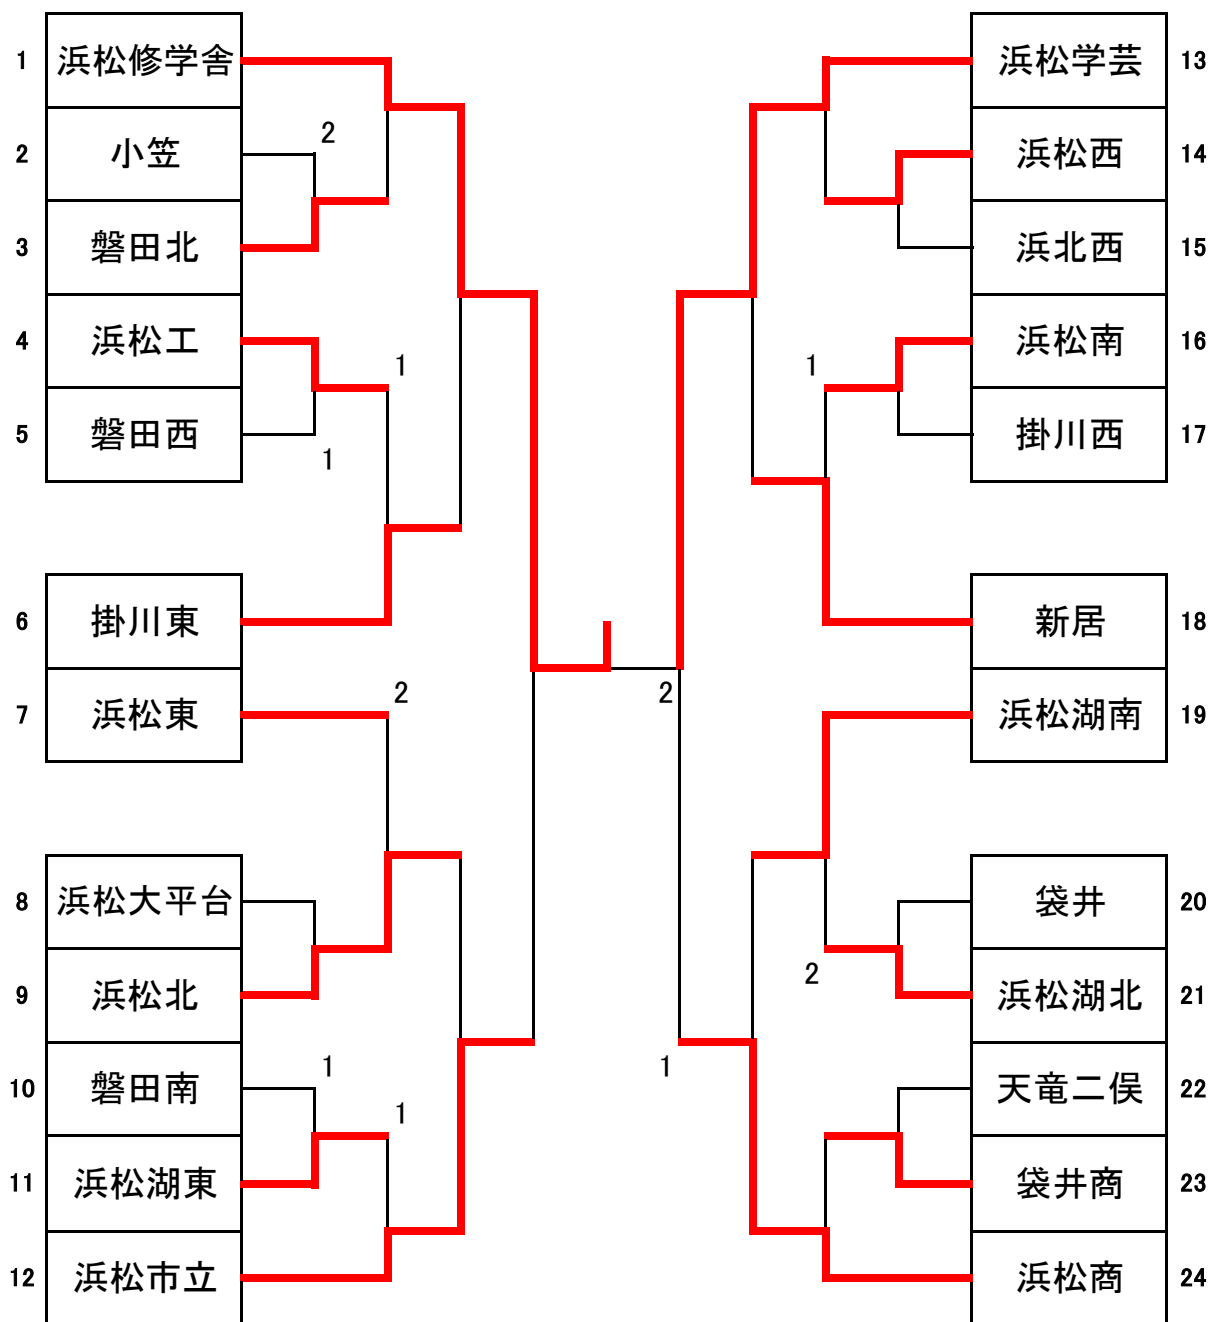 1 浜松修学舎
2 小笠 2
3 磐田北
4 浜松工 1
5 磐田西 1
6 掛川東
7 浜松東 2
8 浜松大平台
9 浜松北
10 磐田南 1
11 浜松湖東 1
12 浜松市立
2
1
浜松学芸 13
浜松西 14
浜北西 15
1 浜松南 16
掛川西 17
新居 18
浜松湖南 19
袋井 20
2 浜松湖北 21
天竜二俣 22
袋井商 23
浜松商 24